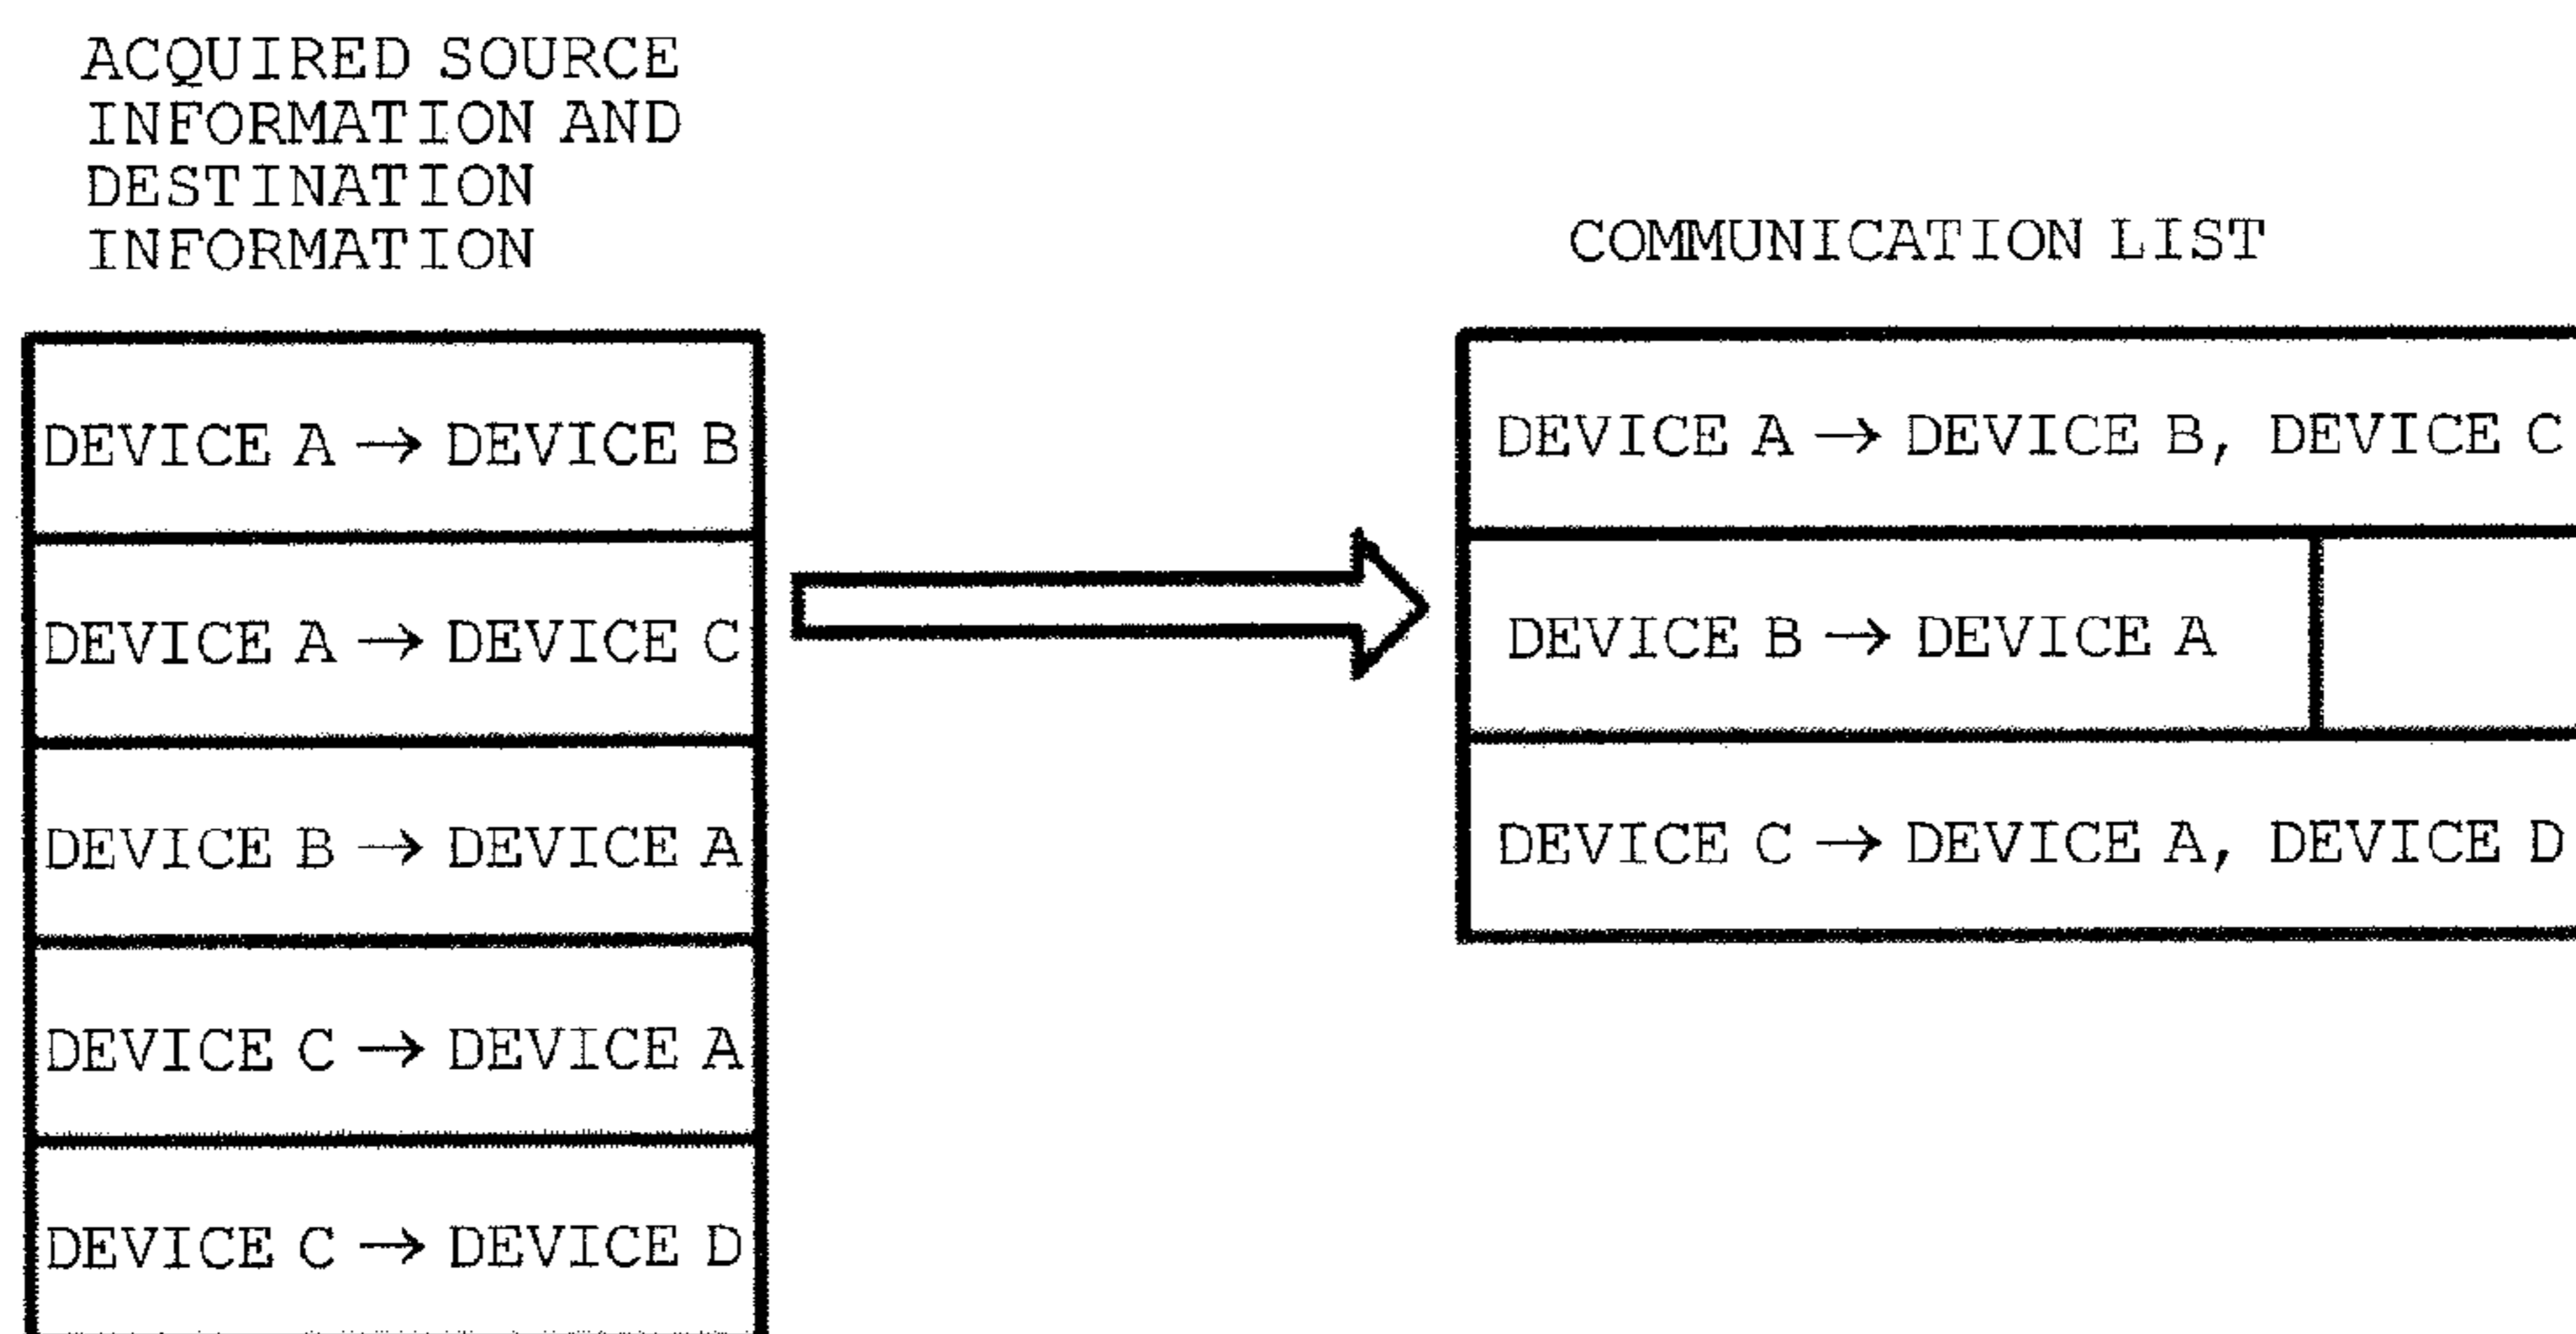 ACQUIRED SOURCE
INFORMATION AND
DESTINATION
INFORMATION
DEVICE A → DEVICE B
DEVICE A → DEVICE C
DEVICE B → DEVICE A
DEVICE C → DEVICE A
DEVICE C → DEVICE D
COMMUNICATION LIST
DEVICE A → DEVICE B, DEVICE C
DEVICE B → DEVICE A
DEVICE C → DEVICE A, DEVICE D